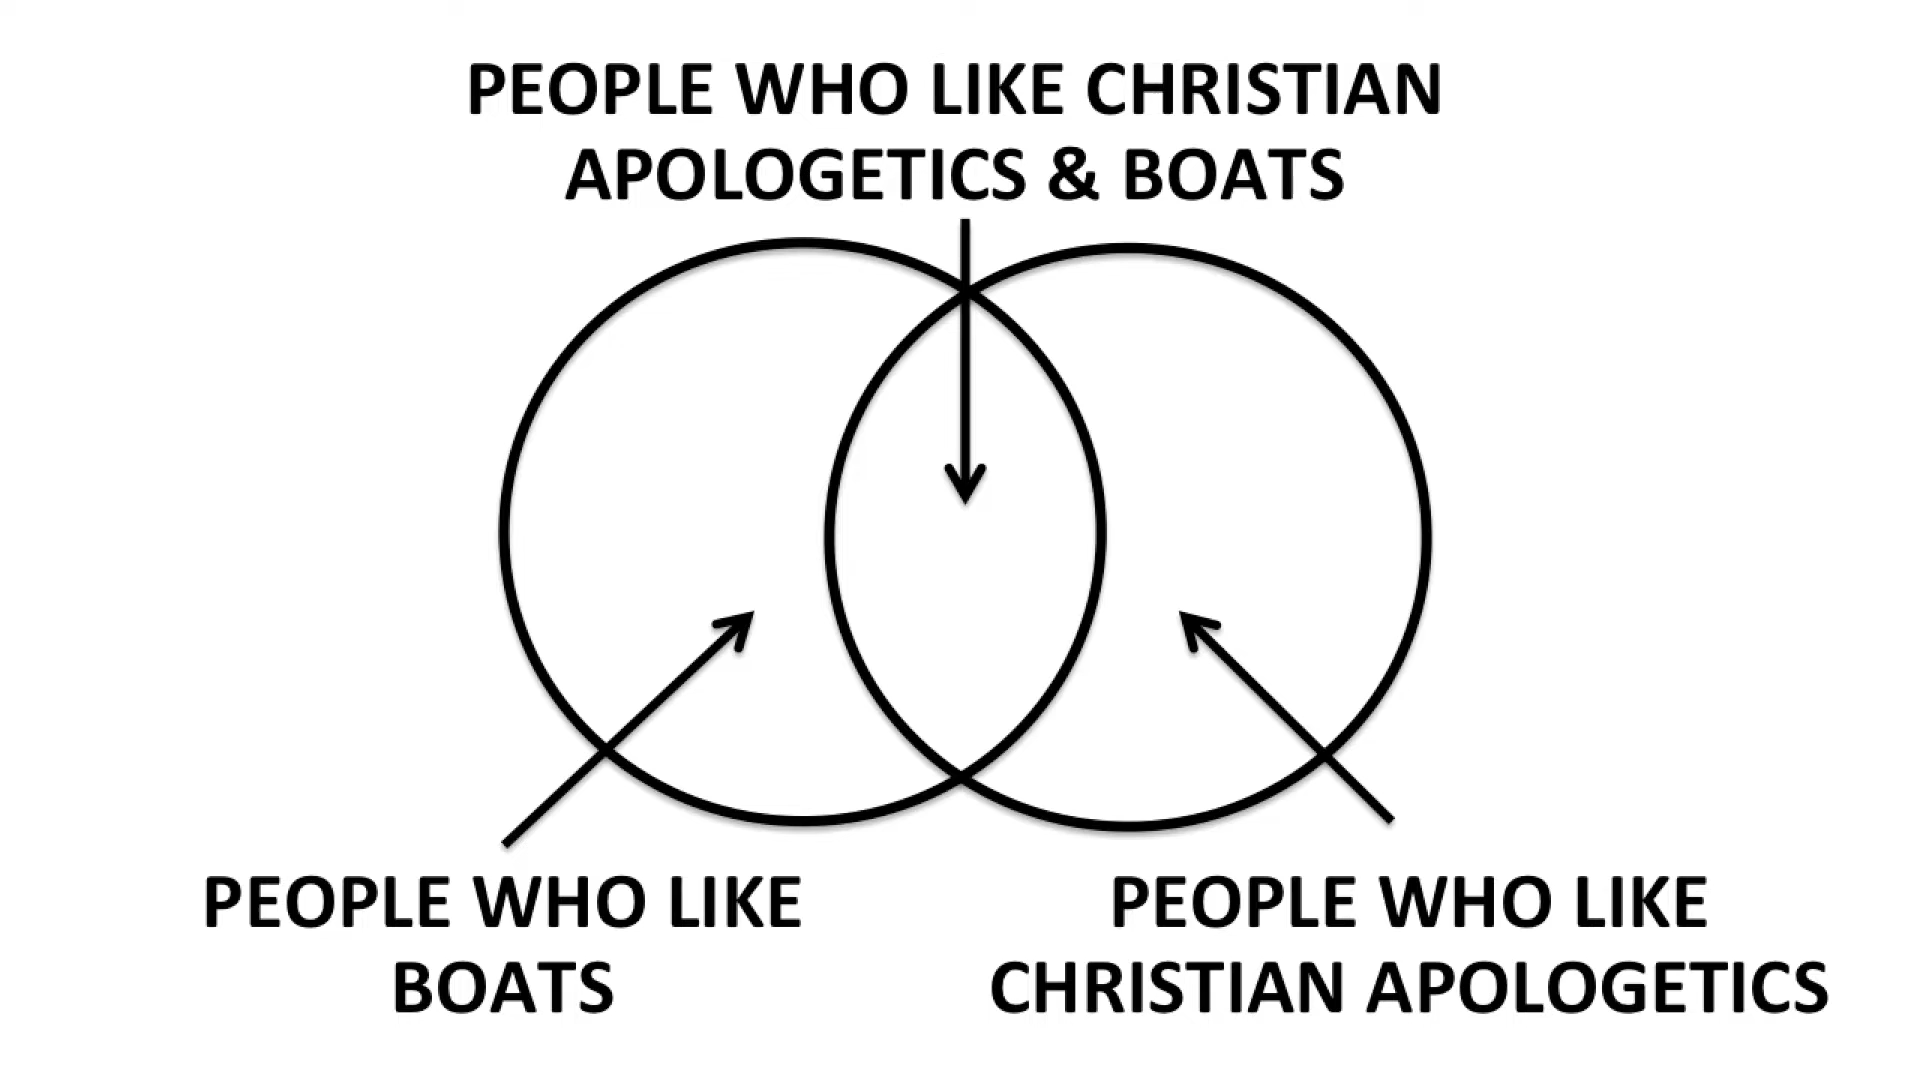 PEOPLE WHO LIKE CHRISTIAN
APOLOGETICS & BOATS
PEOPLE WHO LIKE
BOATS
PEOPLE WHO LIKE
CHRISTIAN APOLOGETICS